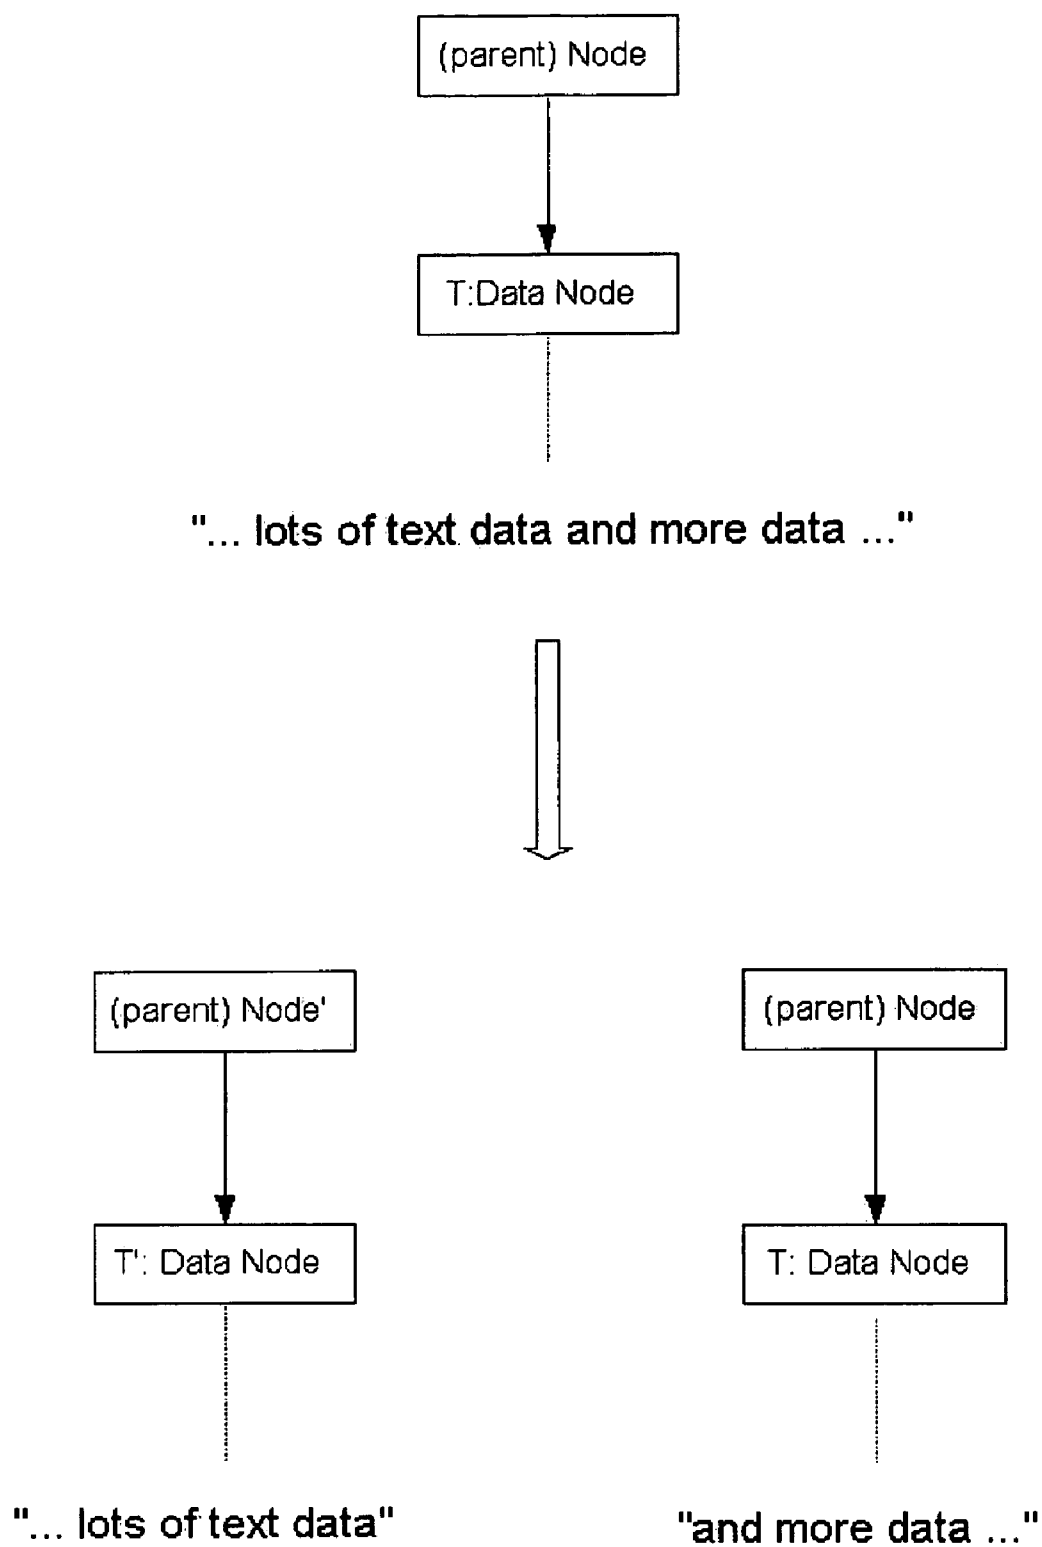 (parent) Node
T:Data Node
"... lots of text data and more data ..."
(parent) Node'
(parent) Node
T': Data Node
T: Data Node
"... lots of text data"
"and more data ..."